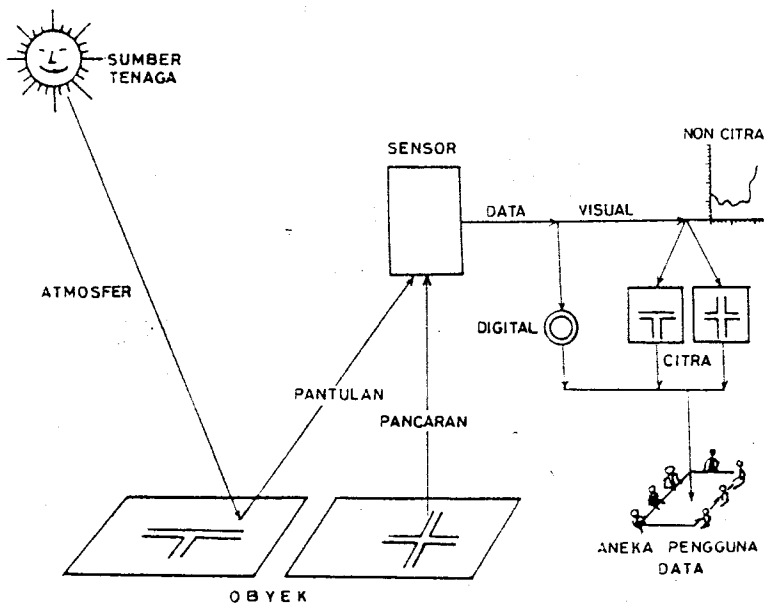 SUMBER
TENAGA
NON CITRA
SENSOR
DATA
VISUAL
ATMOSFER
DIGITAL
CITRA
PANTULAN
PANCARAN
ANEKA PENGGUNA
DATA
OBYEK